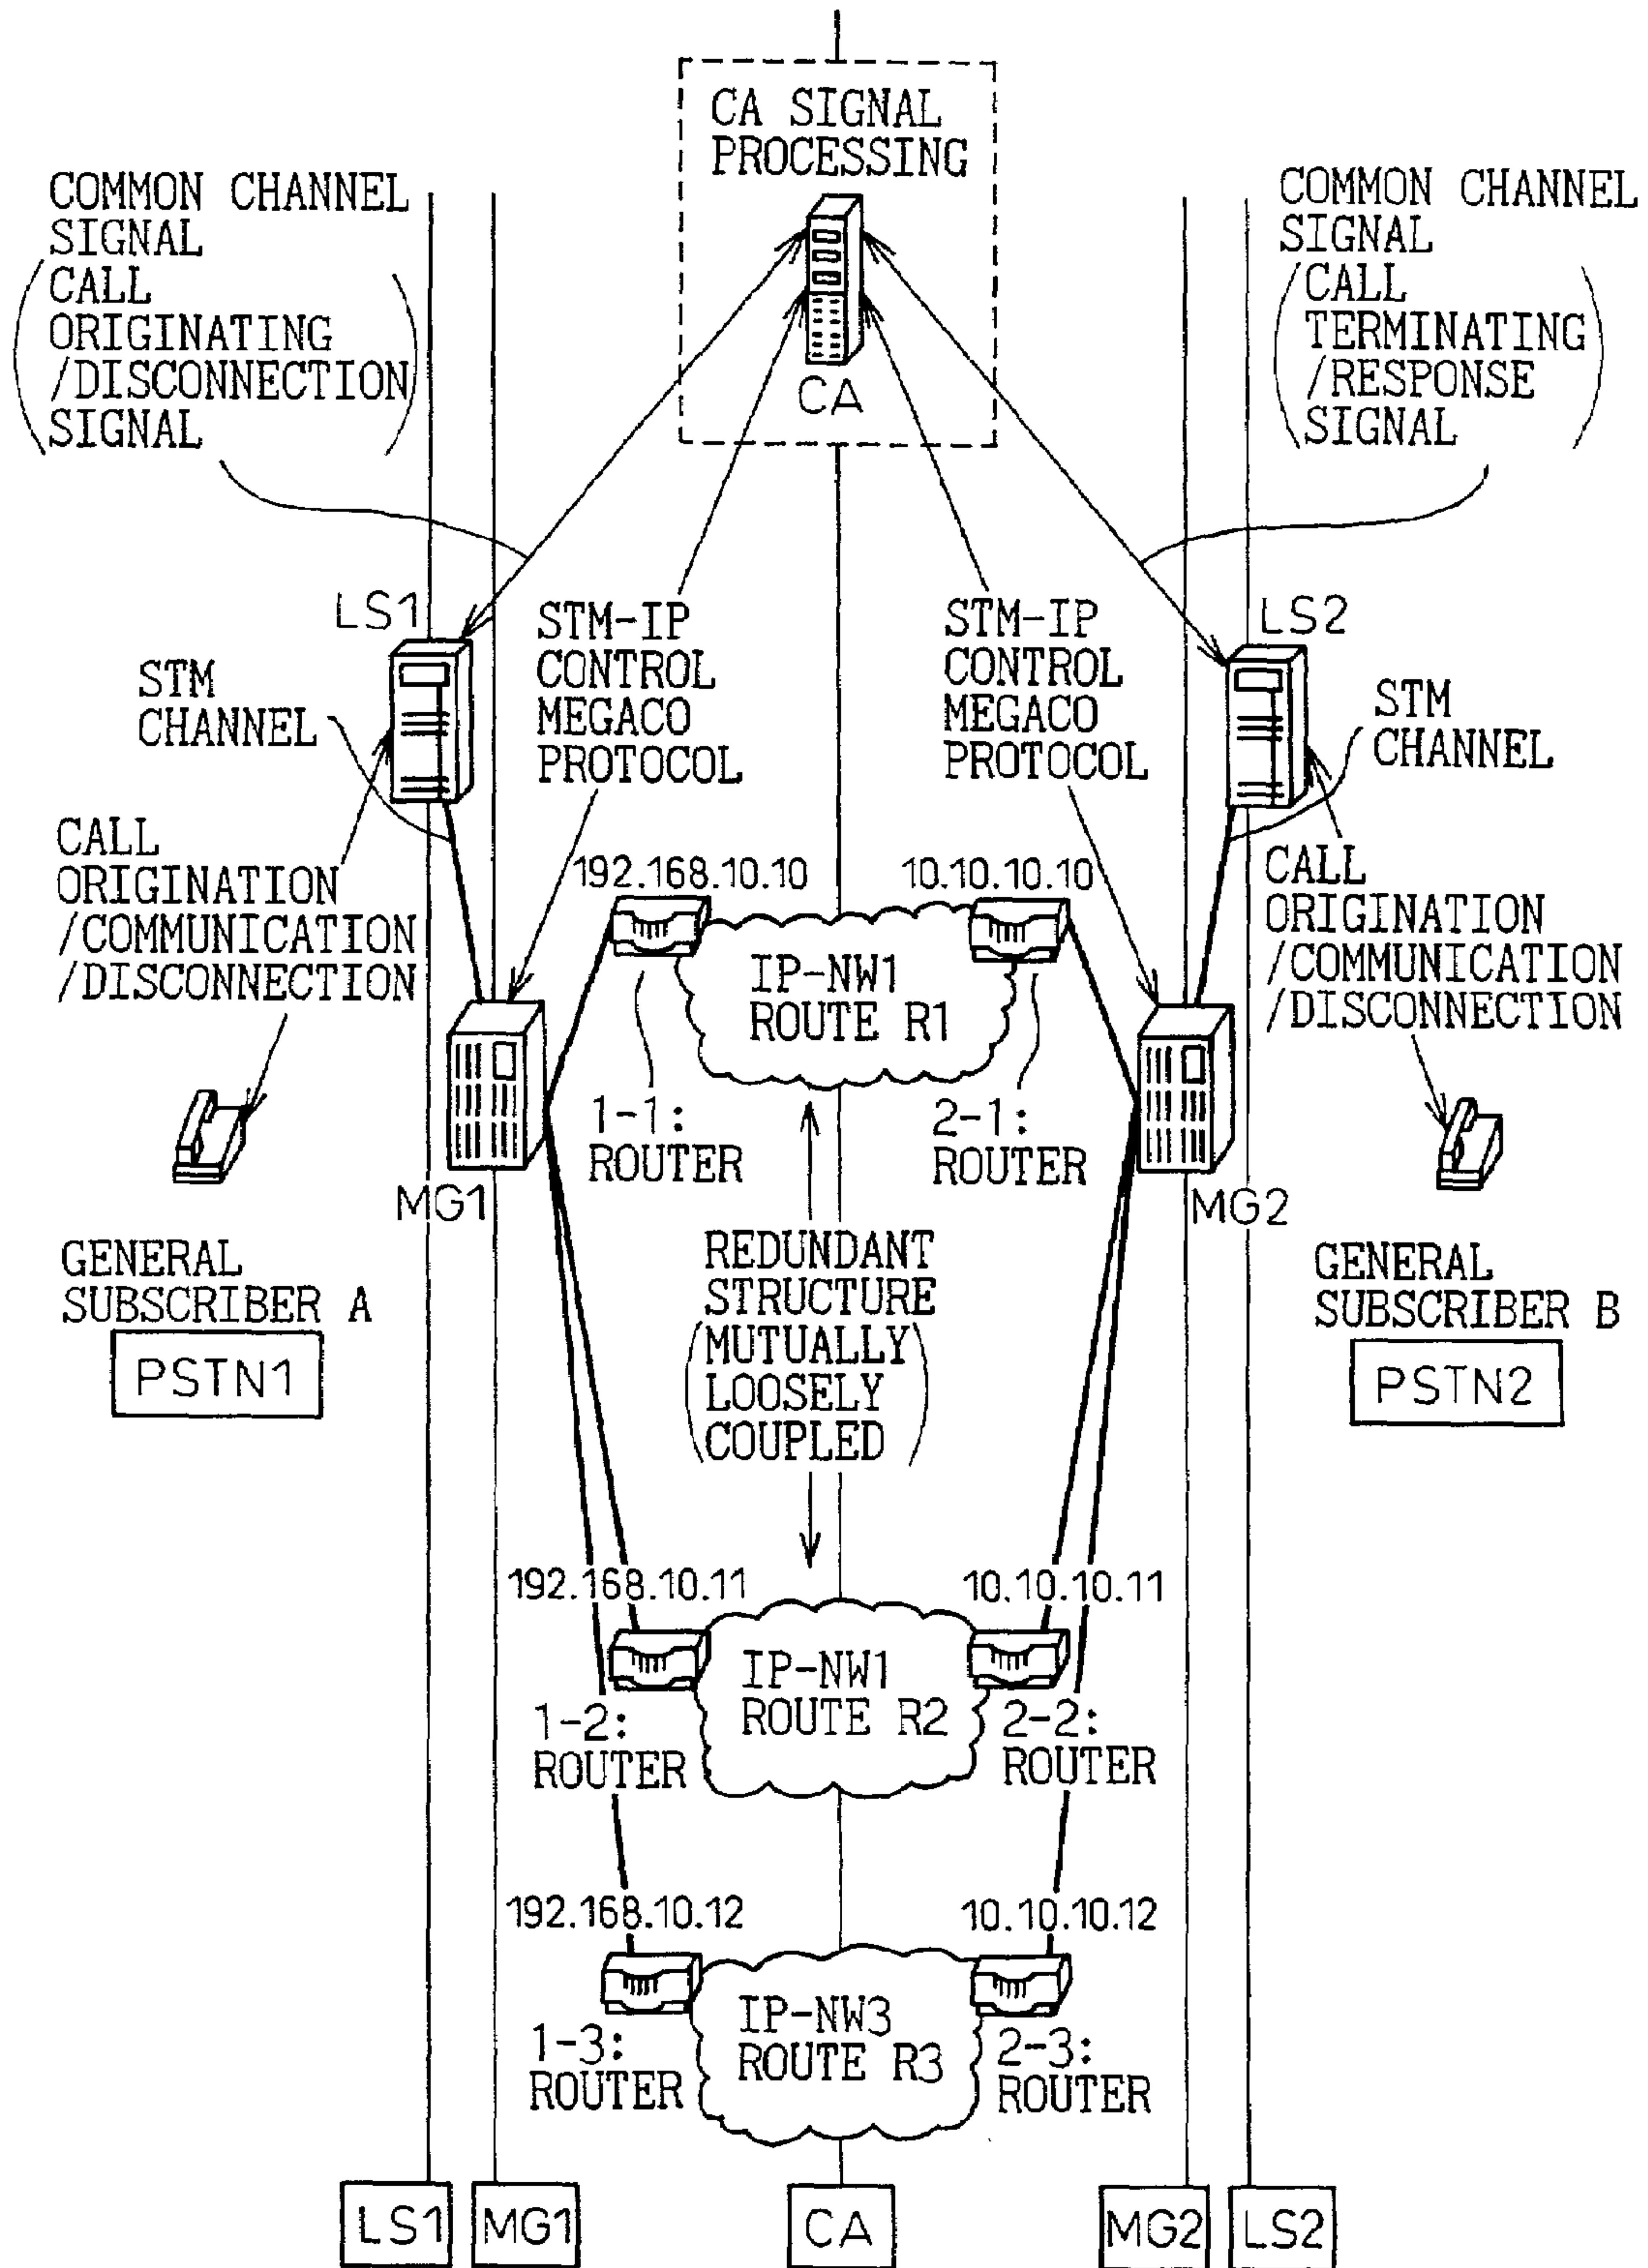 CA SIGNAL
PROCESSING
CA
COMMON CHANNEL
SIGNAL
CALL
ORIGINATING
/DISCONNECTION
SIGNAL
COMMON CHANNEL
SIGNAL
CALL
TERMINATING
/RESPONSE
SIGNAL
LS1
STM
CHANNEL
STM-IP
CONTROL
MEGACO
PROTOCOL
STM-IP
CONTROL
MEGACO
PROTOCOL
LS2
STM
CHANNEL
CALL
ORIGINATION
/COMMUNICATION
/DISCONNECTION
192.168.10.10
10.10.10.10
CALL
ORIGINATION
/COMMUNICATION
/DISCONNECTION
IP-NW1
ROUTE R1
1-1:
ROUTER
2-1:
ROUTER
MG1
MG2
GENERAL
SUBSCRIBER A
PSTN1
REDUNDANT
STRUCTURE
(MUTUALLY
LOOSELY
COUPLED)
GENERAL
SUBSCRIBER B
PSTN2
192.168.10.11
10.10.10.11
IP-NW1
ROUTE R2
1-2:
ROUTER
2-2:
ROUTER
192.168.10.12
10.10.10.12
IP-NW3
ROUTE R3
1-3:
ROUTER
2-3:
ROUTER
LS1
MG1
CA
MG2
LS2